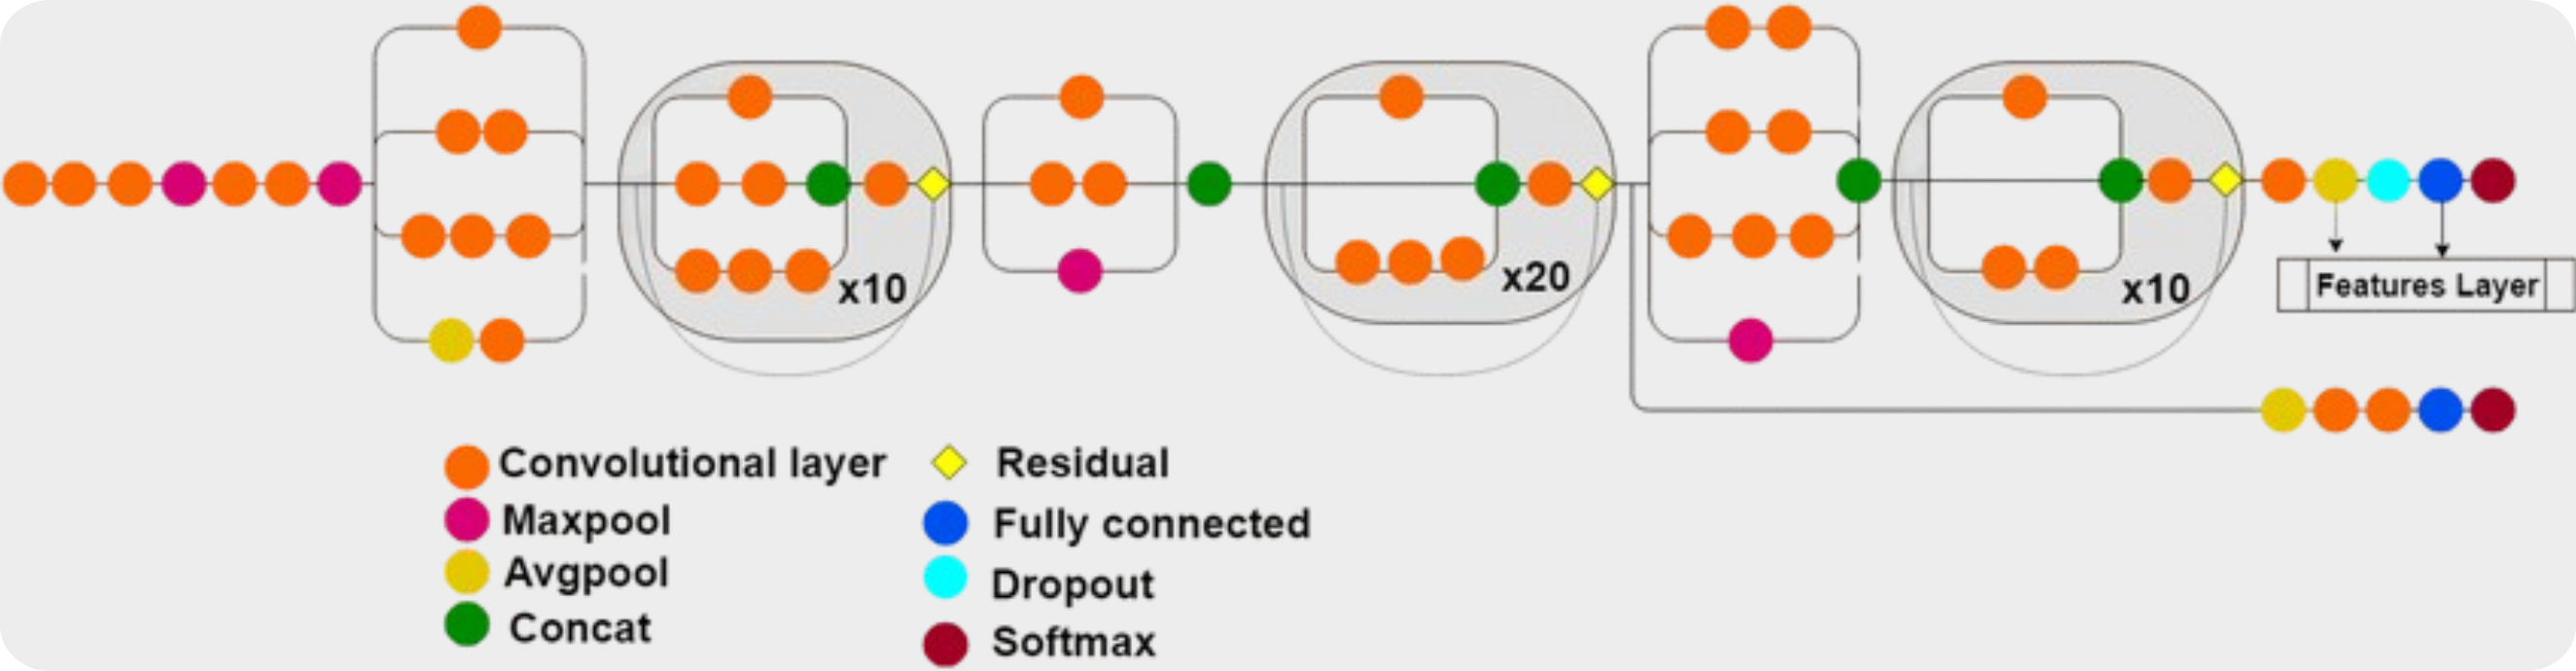 x10
x20
x10
Features Layer
Convolutional layer
Maxpool
Avgpool
Concat
Residual
Fully connected
Dropout
Softmax